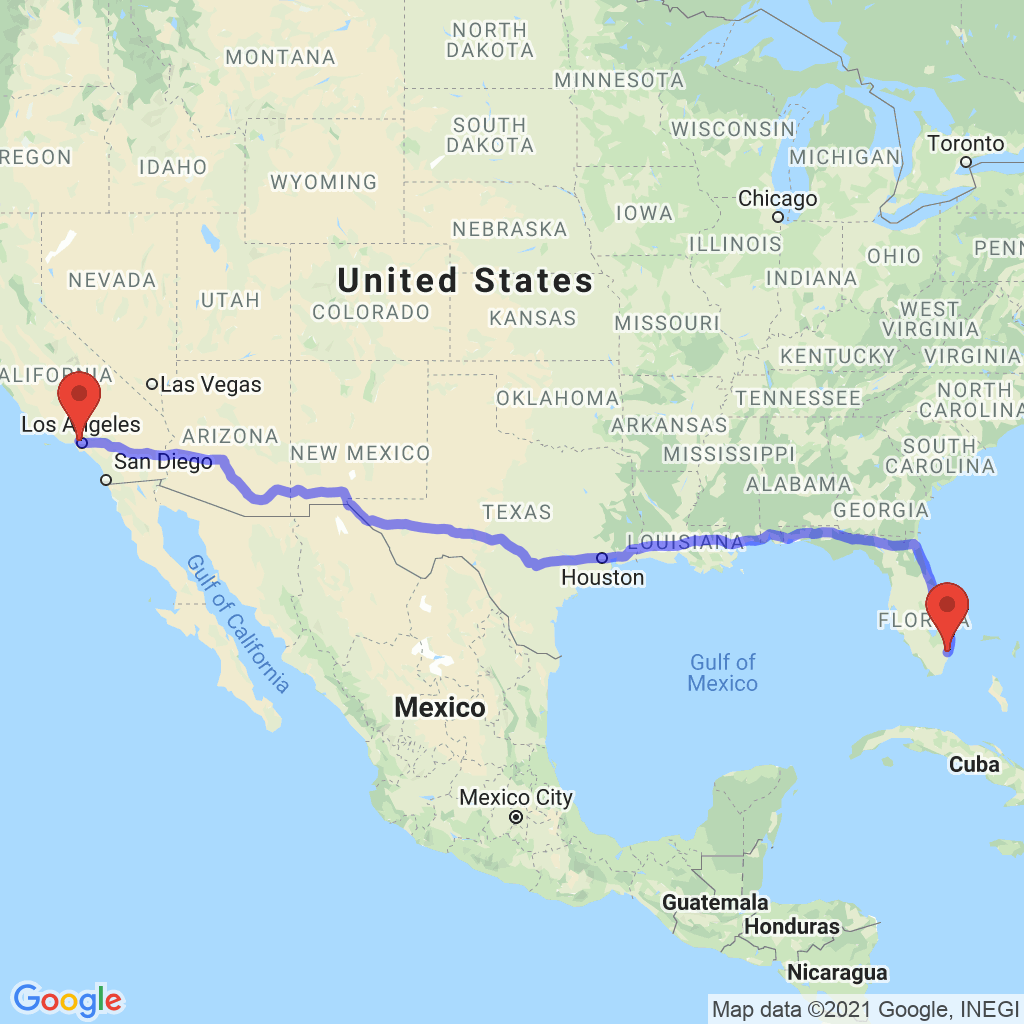 NORTH
DAKOTA
MONTANA
MINNESOTA
SOUTH
DAKOTA
WISCONSIN
MICHIGAN
Toronto
REGON
IDAHO
WYOMING
Chicago
IOWA
NEBRASKA
ILLINOIS
OHIO
PENN
NEVADA
United States
INDIANA
UTAH
COLORADO
KANSAS
MISSOURI
WEST
VIRGINIA
KENTUCKY
VIRGINIA
ALIFORNIA
Las Vegas
OKLAHOMA
TENNESSEE
NORTH
CAROLINA
Los Angeles
ARIZONA
NEW MEXICO
ARKANSAS
MISSISSIPPI
SOUTH
CAROLINA
San Diego
ALABAMA
TEXAS
GEORGIA
LOUISIANA
Houston
Gulf of California
FLORIDA
Gulf of
Mexico
Mexico
Cuba
Mexico City
Guatemala
Honduras
Nicaragua
Google
Map data ©2021 Google, INEGI